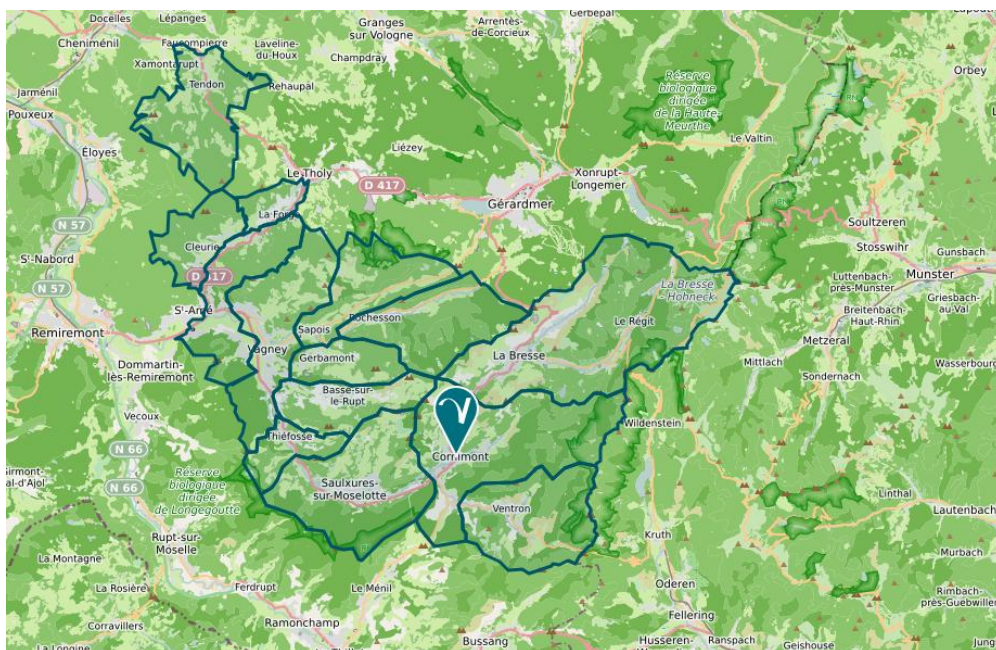 Docelles
Lépanges
Granges
sur Vologne
Arrentès-
de-Corcieux
Gerbépal
Orbey
Cheniménil
Faucompierre
Laveline-
du-Houx
Champdray
Xamontarupt
Tendon
Rehaupal
Jarménil
Pouxeux
Réserve
biologique
dirigée
de la Haute-
Meurthe
Le Valtin
Éloyes
Liézey
Le Tholy
D 417
Xonrupt-
Longemer
Gérardmer
N 57
La Forge
Soultzeren
Stosswihr
Cleurie
S'-Nabord
Gunsbach
Munster
N 57
La Bresse
- Hohneck
Luttenbach-
près-Munster
Griesbach-
au-Val
Remiremont
S'-Amé
Rochesson
Sapois
Le Régit
Breitenbach-
Haut-Rhin
Metzeral
Vagney
Gerbamont
La Bresse
Mittlach
Wasserbourg
Dommartin-
lès-Remiremont
Sondernach
Basse-sur-
le-Rupt
Vecoux
Thiéfosse
Wildenstein
N 66
Cornimont
Girmont-
al-d'Ajol
Réserve
biologique
dirigée
de Longegoutte
N 66
Saulxures-
sur-Moselotte
Linthal
Ventron
Lautenbach-
Rupt-sur-
Moselle
Kruth
Murbach
La Montagne
La Rosière
Ferdrupt
Le Ménil
Oderen
Rimbach-
près-Guebwiller
Corravillers
Ramonchamp
Fellering
Bussang
Husseren-
Ranspach
Geishouse
Jung
La Longine